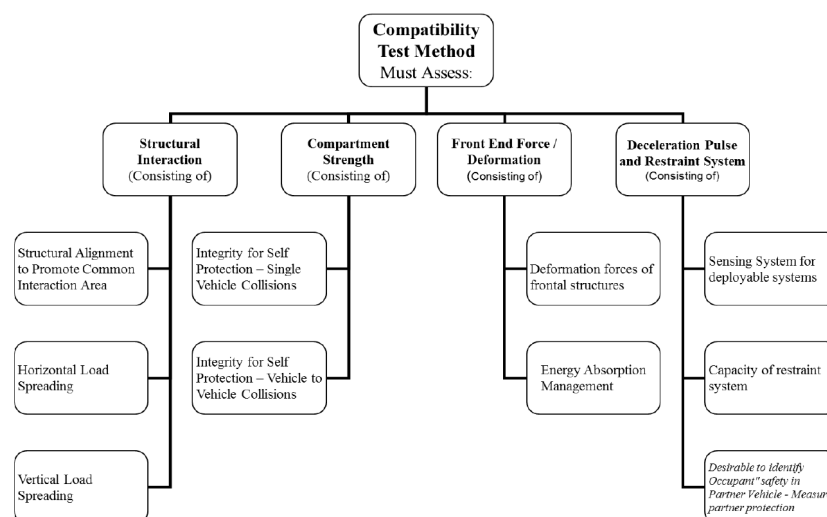 Compatibility
Test Method
Must Assess:
Structural
Interaction
(Consisting of)
Compartment
Strength
(Consisting of)
Front End Force /
Deformation
(Consisting of)
Deceleration Pulse
and Restraint System
(Consisting of)
Structural Alignment
to Promote Common
Interaction Area
Integrity for Self
Protection – Single
Vehicle Collisions
Deformation forces of
frontal structures
Sensing System for
deployable systems
Horizontal Load
Spreading
Integrity for Self
Protection – Vehicle to
Vehicle Collisions
Energy Absorption
Management
Capacity of restraint
system
Vertical Load
Spreading
Desirable to identify
Occupant" safety in
Partner Vehicle - Measur
partner protection